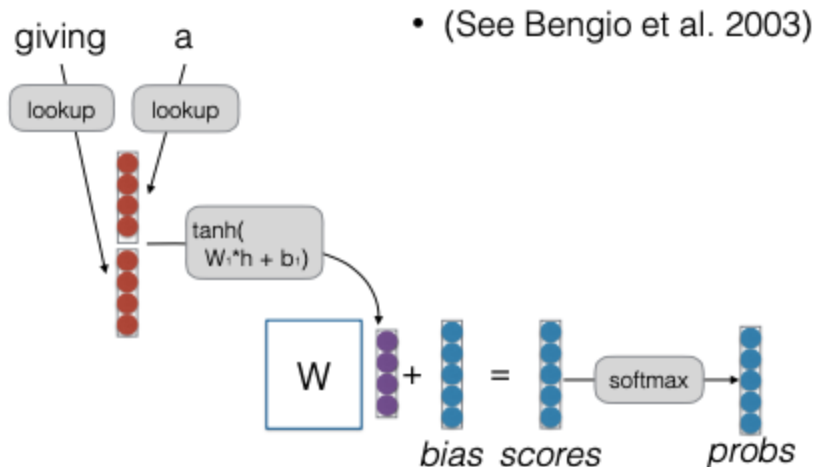 giving a
• (See Bengio et al. 2003)
lookup lookup
tanh(
W₁*h + b₁)
W + = softmax
bias scores probs